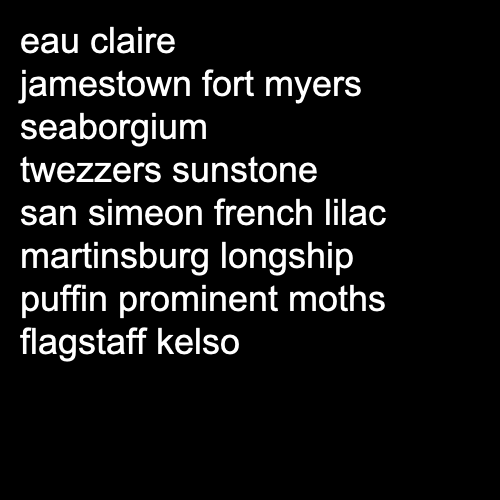 eau claire
jamestown fort myers
seaborgium
twezzers sunstone
san simeon french lilac
martinsburg longship
puffin prominent moths
flagstaff kelso